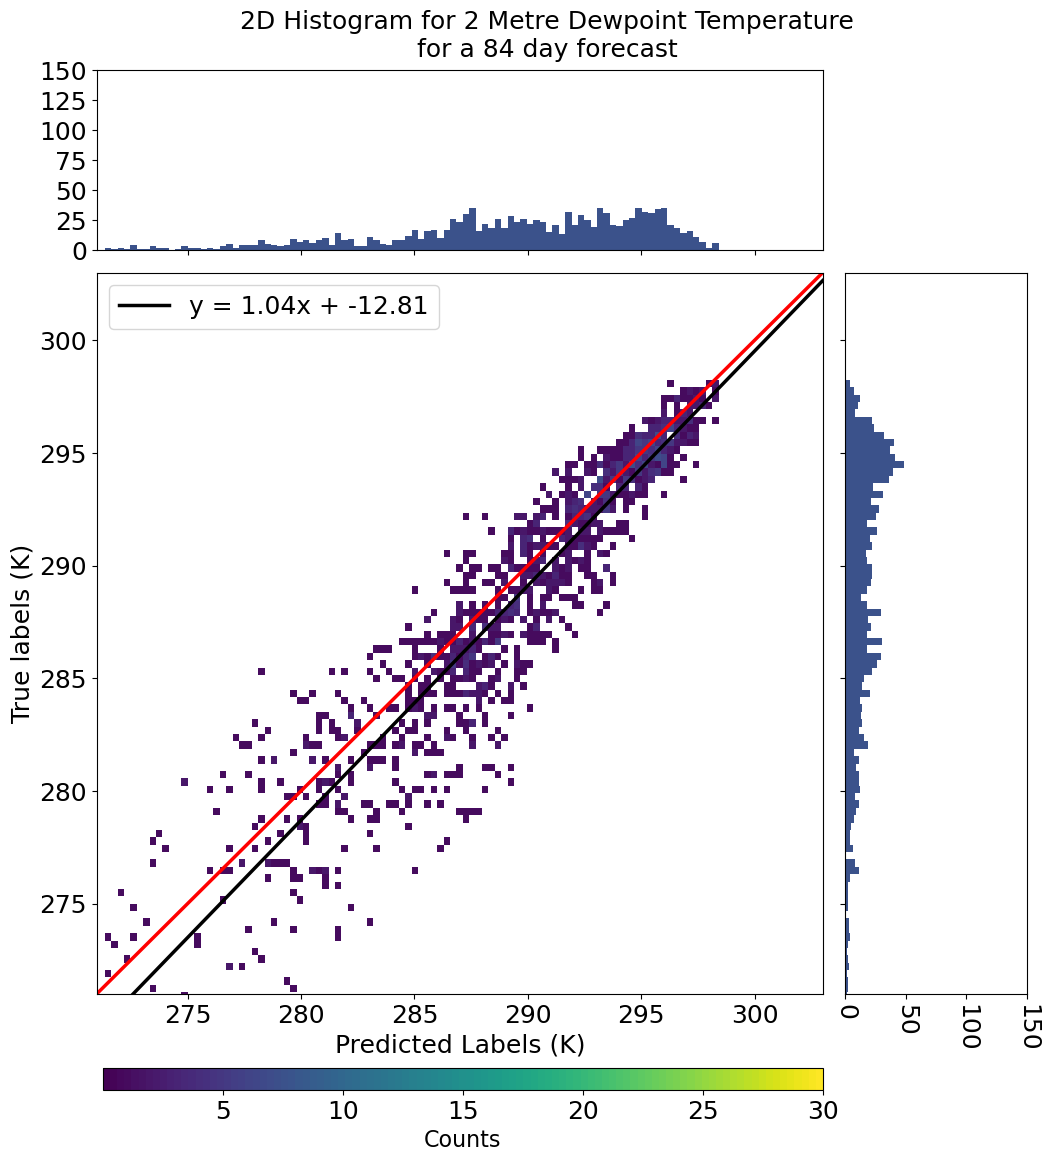 2D Histogram for 2 Metre Dewpoint Temperature
for a 84 day forecast
150
125
100
75
50
25
0
y = 1.04x + -12.81
300
295
290
285
280
275
True labels (K)
275 280 285 290 295 300
Predicted Labels (K)
0 50 100 150
5 10 15 20 25 30
Counts